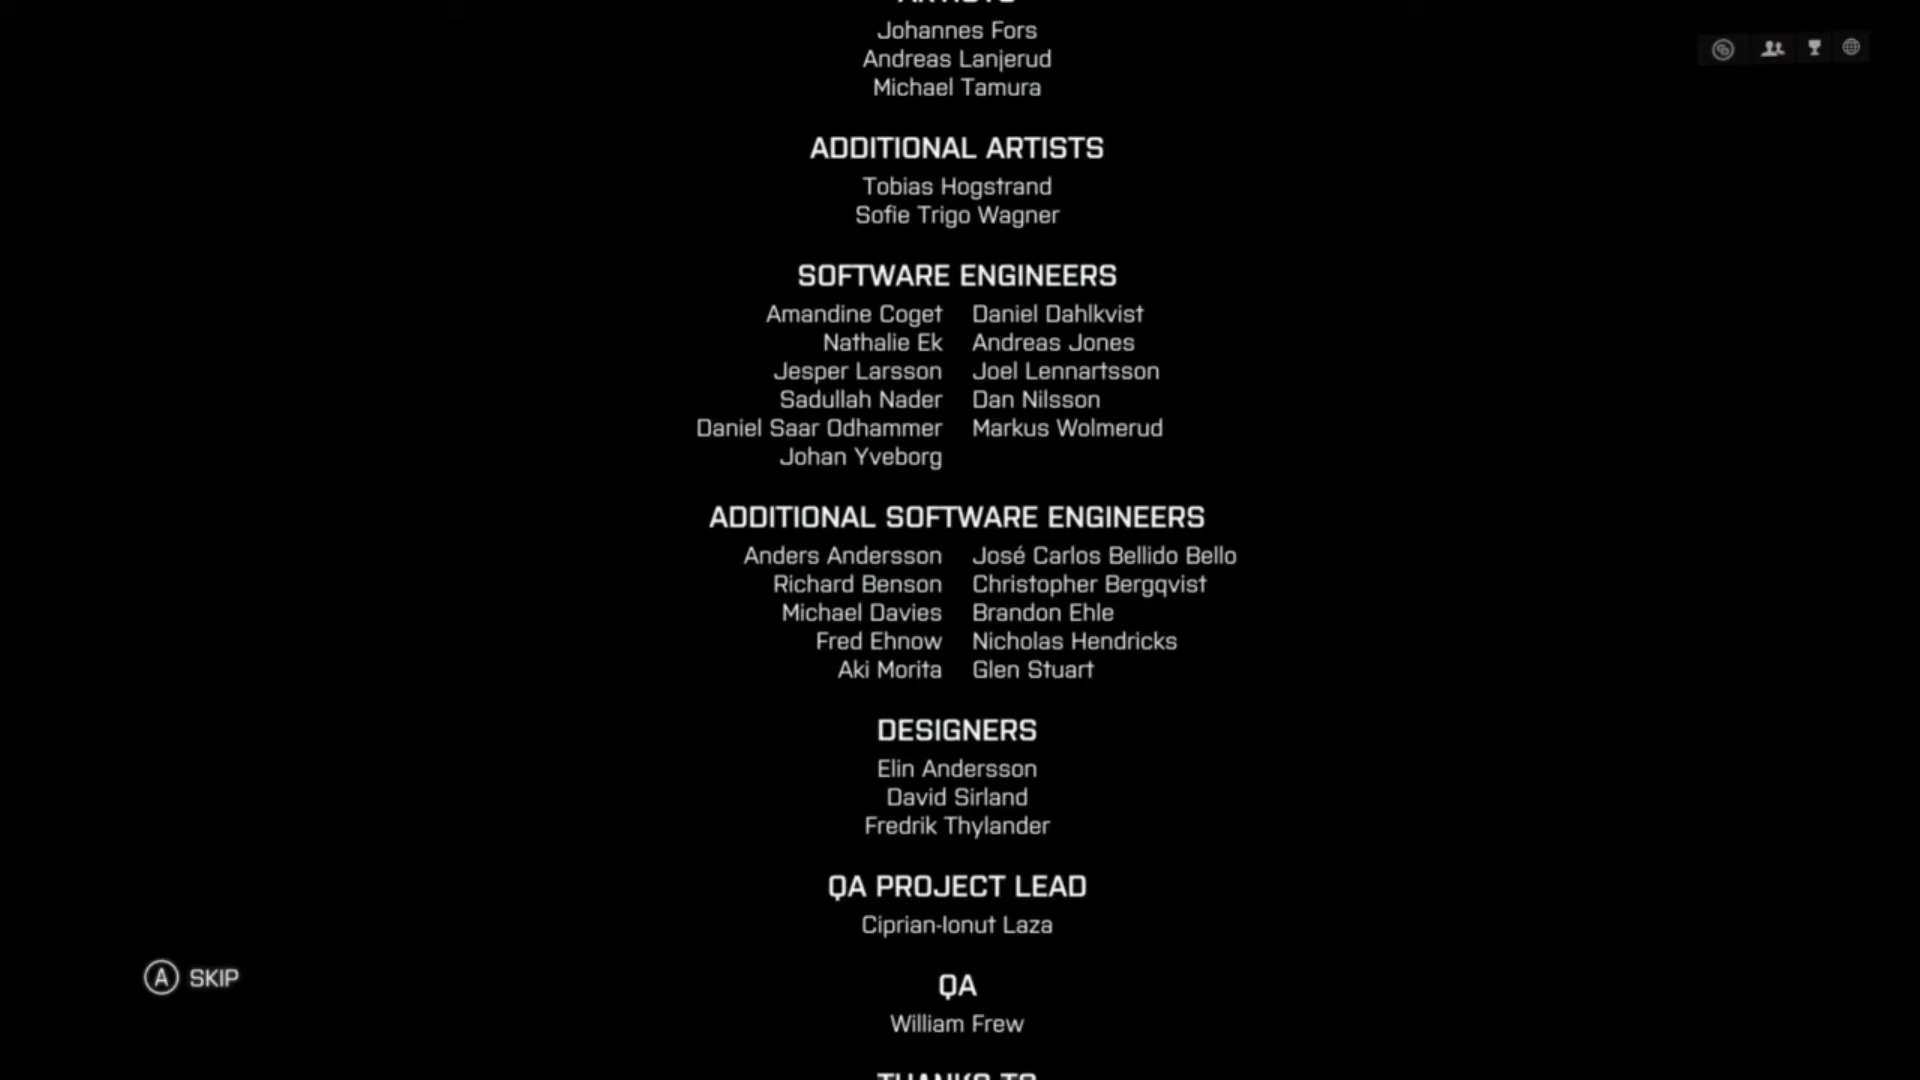 ARTISTS
Johannes Fors
Andreas Lanjerud
Michael Tamura
ADDITIONAL ARTISTS
Tobias Hogstrand
Sofie Trigo Wagner
SOFTWARE ENGINEERS
Amandine Coget Daniel Dahlkvist
Nathalie Ek Andreas Jones
Jesper Larsson Joel Lennartsson
Sadullah Nader Dan Nilsson
Daniel Saar Odhammer Markus Wolmerud
Johan Yveborg
ADDITIONAL SOFTWARE ENGINEERS
Anders Andersson José Carlos Bellido Bello
Richard Benson Christopher Bergqvist
Michael Davies Brandon Ehle
Fred Ehnow Nicholas Hendricks
Aki Morita Glen Stuart
DESIGNERS
Elin Andersson
David Sirland
Fredrik Thylander
QA PROJECT LEAD
Ciprian-Ionut Laza
A SKIP
QA
William Frew
THANKS TO